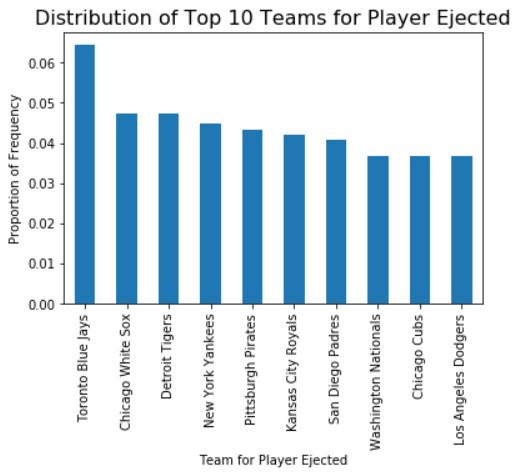 Distribution of Top 10 Teams for Player Ejected
Proportion of Frequency
0.06
0.05
0.04
0.03
0.02
0.01
0.00
Toronto Blue Jays
Chicago White Sox
Detroit Tigers
New York Yankees
Pittsburgh Pirates
Kansas City Royals
San Diego Padres
Washington Nationals
Chicago Cubs
Los Angeles Dodgers
Team for Player Ejected